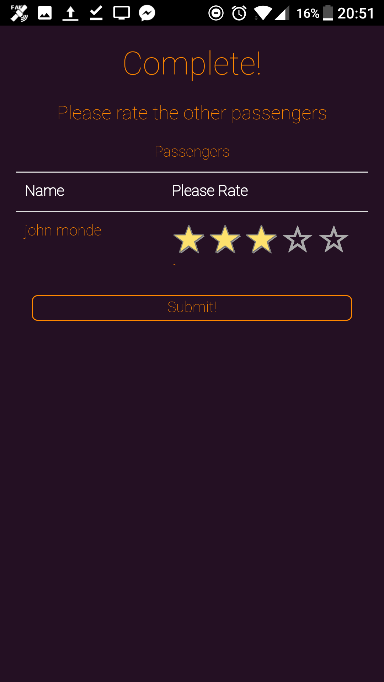 16% 20:51
Complete!
Please rate the other passengers
Passengers
Name Please Rate
john monde
Submit!